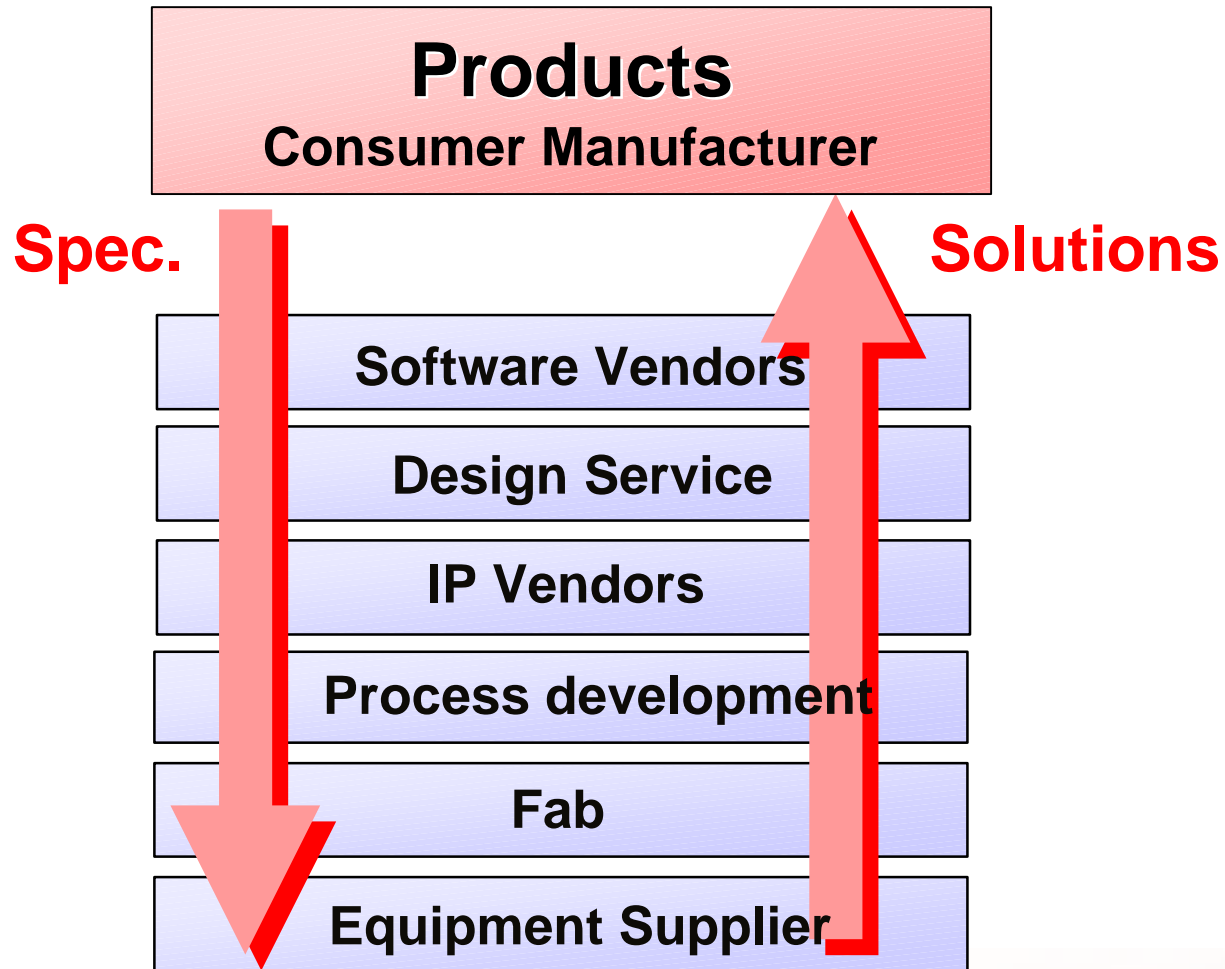 Products
Consumer Manufacturer
Spec.
Solutions
Software Vendors
Design Service
IP Vendors
Process development
Fab
Equipment Supplier